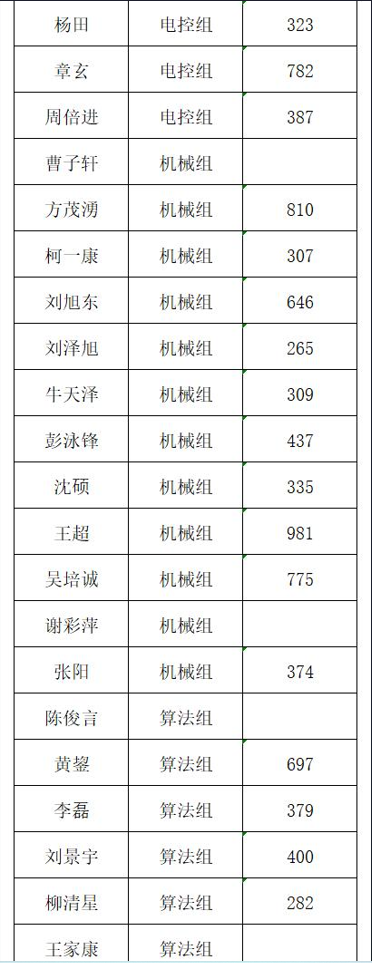 杨田 电控组 323
章玄 电控组 782
周倍进 电控组 387
曹子轩 机械组
方茂湧 机械组 810
柯一康 机械组 307
刘旭东 机械组 646
刘泽旭 机械组 265
牛天泽 机械组 309
彭泳锋 机械组 437
沈硕 机械组 335
王超 机械组 981
吴培诚 机械组 775
谢彩萍 机械组
张阳 机械组 374
陈俊言 算法组
黄鋆 算法组 697
李磊 算法组 379
刘景宇 算法组 400
柳清星 算法组 282
王家康 算法组